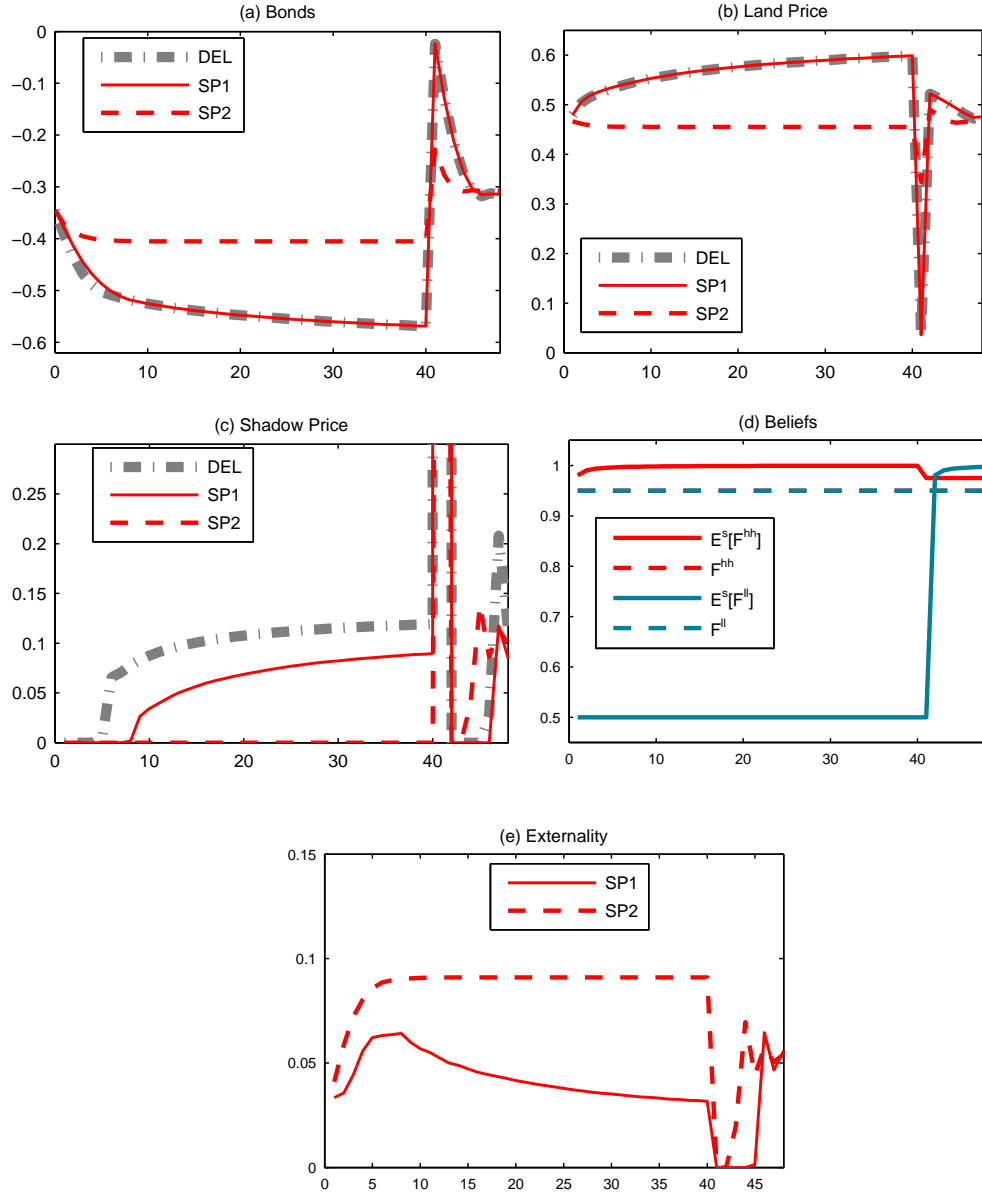 (a) Bonds
0
−0.1
−0.2
−0.3
−0.4
−0.5
−0.6
DEL
SP1
SP2
0 10 20 30 40
(b) Land Price
0.6
0.5
0.4
0.3
0.2
0.1
0
DEL
SP1
SP2
0 10 20 30 40
(c) Shadow Price
0.25
0.2
0.15
0.1
0.05
0
DEL
SP1
SP2
0 10 20 30 40
(d) Beliefs
1
0.9
0.8
0.7
0.6
0.5
E^s[F^hh]
F^hh
E^s[F^ll]
F^ll
0 10 20 30 40
(e) Externality
0.15
0.1
0.05
0
SP1
SP2
0 5 10 15 20 25 30 35 40 45